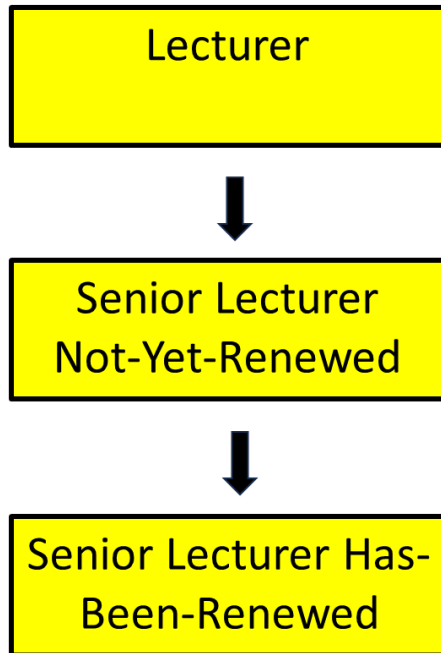 Lecturer
Senior Lecturer
Not-Yet-Renewed
Senior Lecturer Has-
Been-Renewed